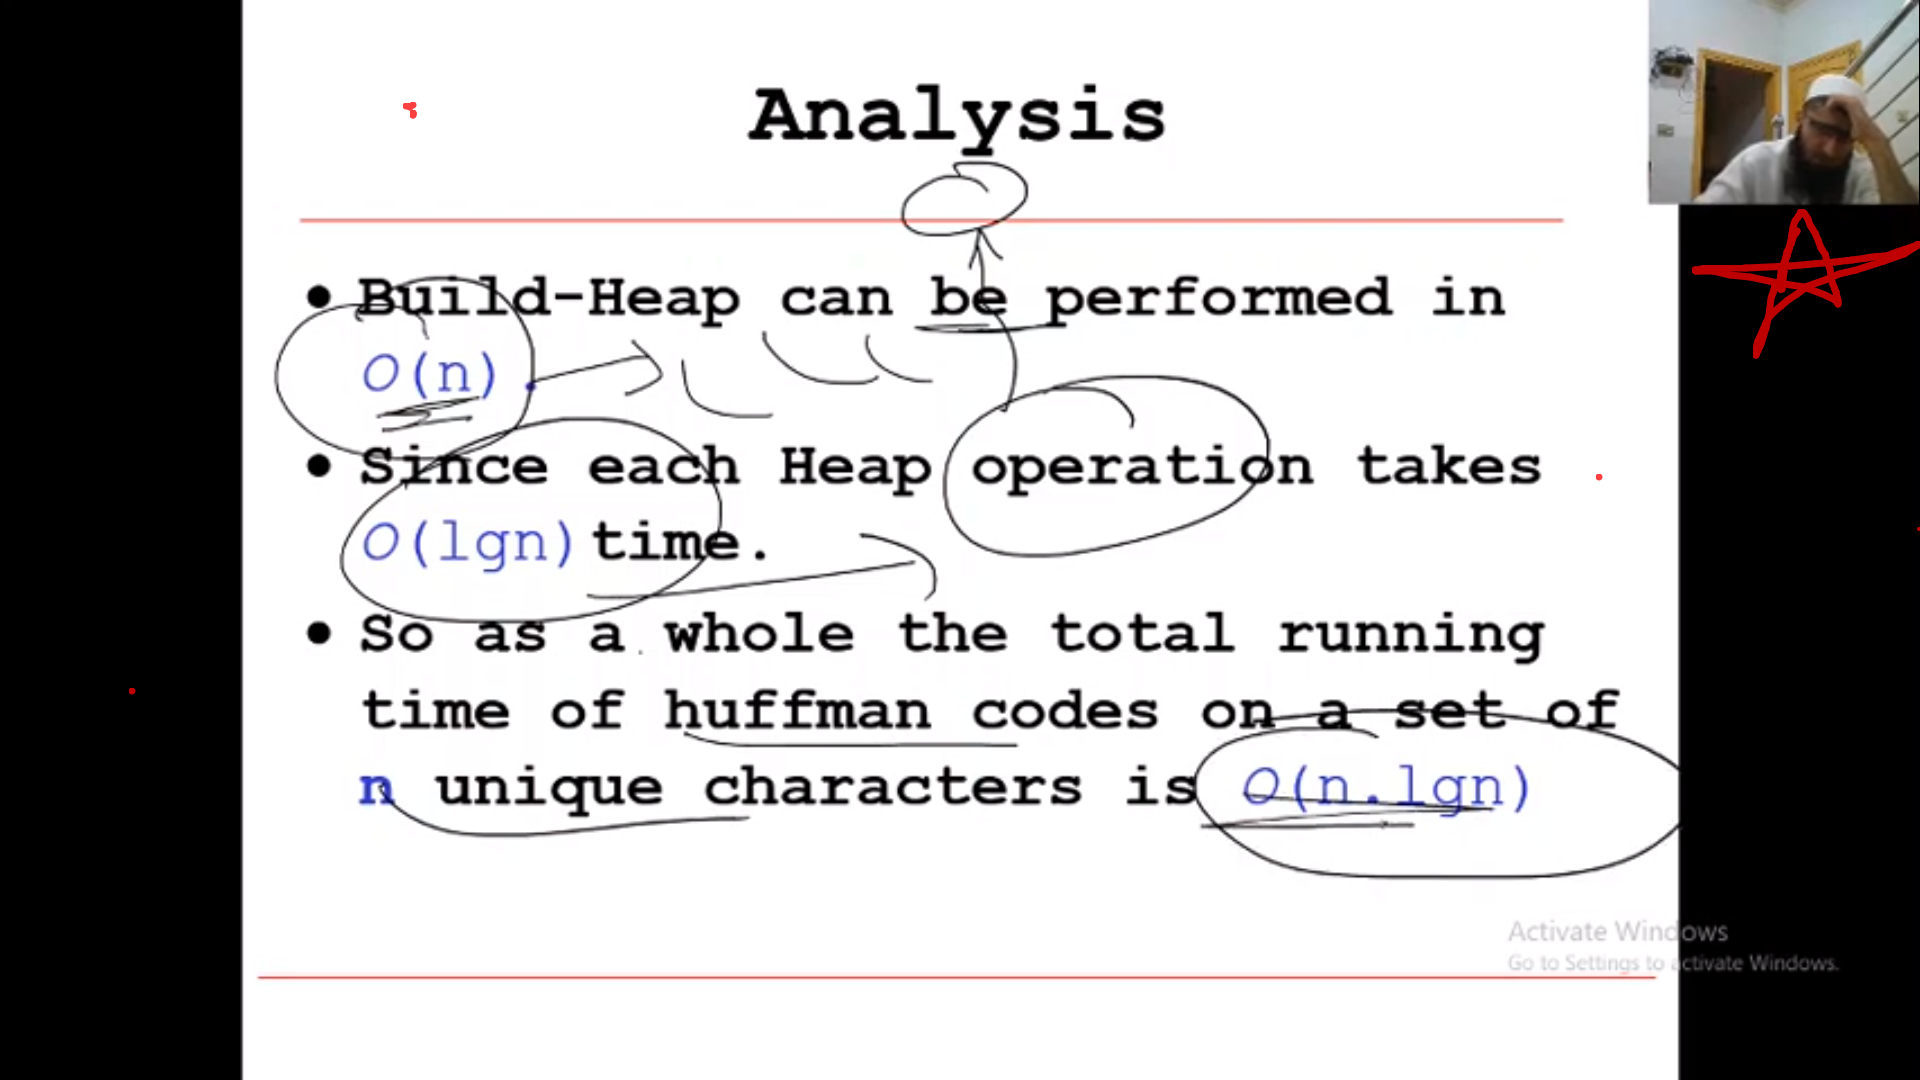 Analysis
• Build-Heap can be performed in
O(n).
• Since each Heap operation takes
O(lgn) time.
• So as a whole the total running
time of huffman codes on a set of
n unique characters is O(n.lgn)
Activate Windows
Go to Settings to activate Windows.